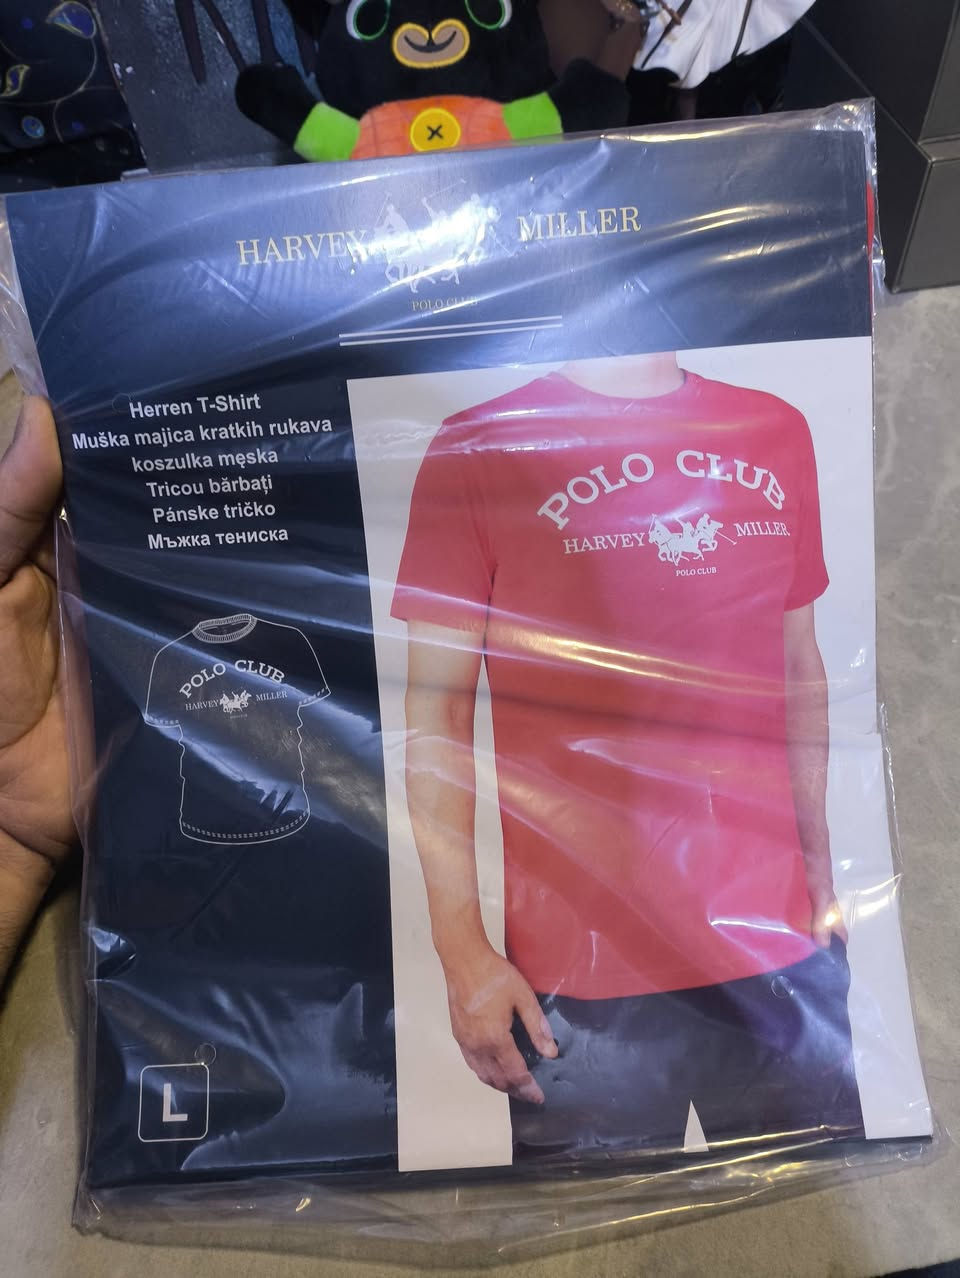 HARVEY MILLER
POLO CLUB
Herren T-Shirt
Muška majica kratkih rukava
koszulka męska
Tricou bărbați
Pánske tričko
Мъжка тениска
POLO CLUB
HARVEY MILLER
POLO CLUB
POLO CLUB
HARVEY MILLER
L